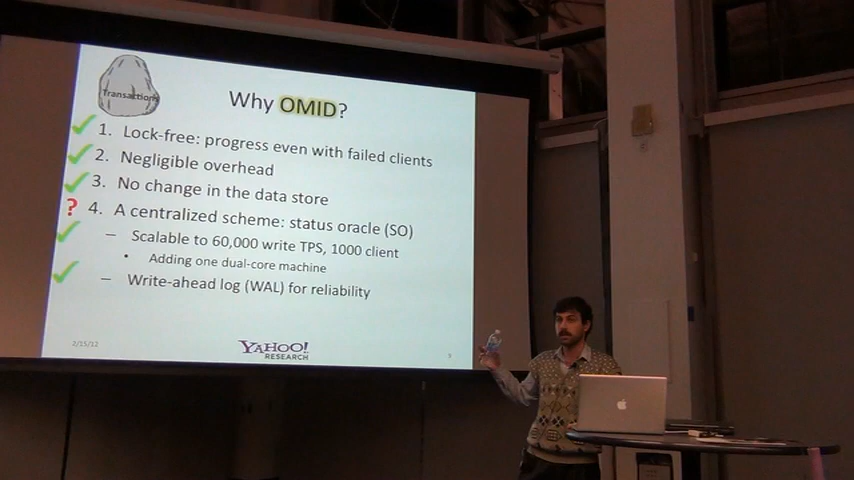 Transactions
Why OMID?
1. Lock-free: progress even with failed clients
2. Negligible overhead
3. No change in the data store
? 4. A centralized scheme: status oracle (SO)
– Scalable to 60,000 write TPS, 1000 client
• Adding one dual-core machine
– Write-ahead log (WAL) for reliability
2/15/12
YAHOO!
RESEARCH